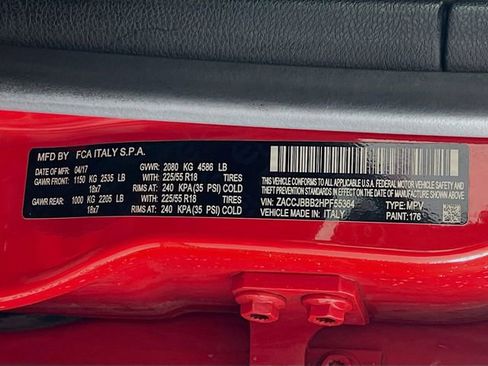 MFD BY FCA ITALY S.P.A.
DATE OF MFR 04/17 GVWR: 2080 KG 4586 LB
GAWR FRONT: 1150 KG 2535 LB WITH: 225/55 R18
18x7 RIMS AT: 240 KPA(35 PSI) COLD
GAWR REAR: 1000 KG 2205 LB WITH: 225/55 R18
18x7 RIMS AT: 240 KPA(35 PSI) COLD
THIS VEHICLE CONFORMS TO ALL APPLICABLE U.S.A.
FEDERAL MOTOR VEHICLE SAFETY, BUMPER, AND THEFT
PREVENTION STANDARDS IN EFFECT ON THE DATE OF
MANUFACTURE SHOWN ABOVE.
VIN: ZACCJBBB2HPF55364 TYPE: MPV
VEHICLE MADE IN: ITALY PAINT: 176